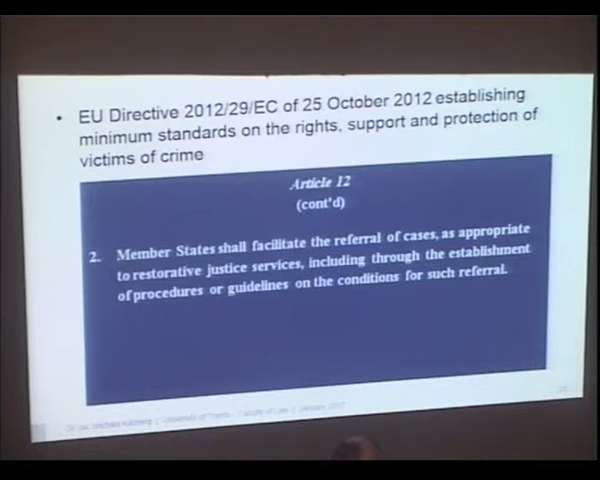 • EU Directive 2012/29/EC of 25 October 2012 establishing
minimum standards on the rights, support and protection of
victims of crime
Article 12
(cont'd)
2. Member States shall facilitate the referral of cases, as appropriate
to restorative justice services, including through the establishment
of procedures or guidelines on the conditions for such referral.